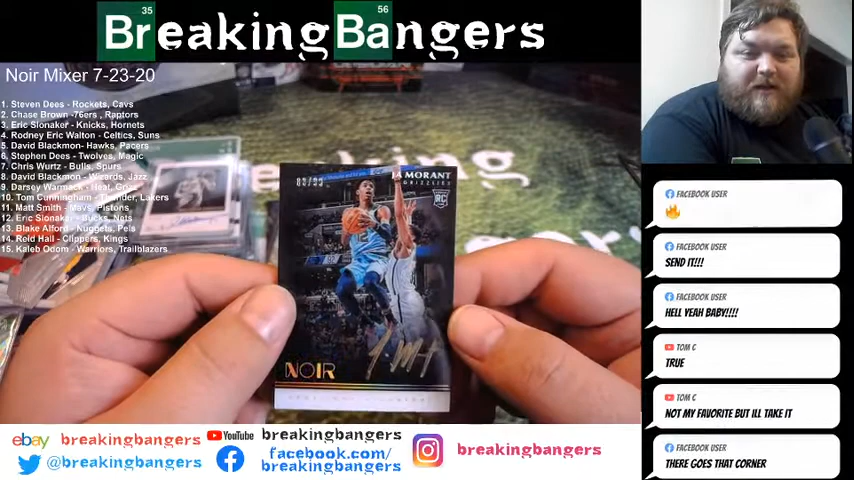 35
56
BreakingBangers
Noir Mixer 7-23-20
1. Steven Dees - Rockets, Cavs
2. Chase Brown -76ers , Raptors
3. Eric Slonaker - Knicks, Hornets
4. Rodney Eric Walton - Celtics, Suns
5. David Blackmon- Hawks, Pacers
6. Stephen Dees - Twolves, Magic
7. Chris Wurtz - Bulls, Spurs
8. David Blackmon - Wizards, Jazz
9. Darsey Warmack - Heat, Griz
10. Tom Cunningham - Thunder, Lakers
11. Matt Smith - Mavs, Pistons
12. Eric Slonaker - Bucks, Nets
13. Blake Alford - Nuggets, Pels
14. Reid Hall - Clippers, Kings
15. Kaleb Odom - Warriors, Trailblazers
JA MORANT
GRIZZLIES
RC
NOIR
FACEBOOK USER
FACEBOOK USER
SEND IT!!!
FACEBOOK USER
HELL YEAH BABY!!!!
TOM C
TRUE
TOM C
NOT MY FAVORITE BUT ILL TAKE IT
FACEBOOK USER
THERE GOES THAT CORNER
ebay breakingbangers
YouTube breakingbangers
@breakingbangers
facebook.com/
breakingbangers
breakingbangers